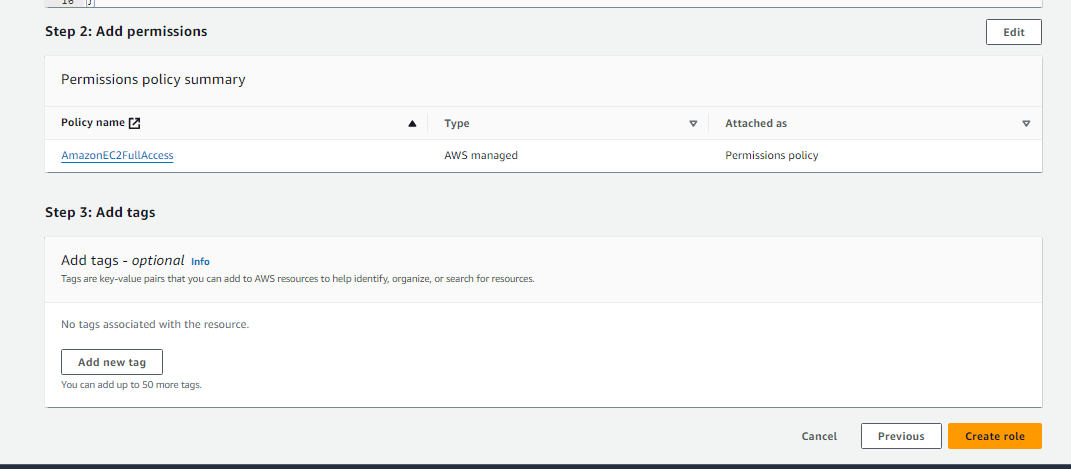 Step 2: Add permissions
Edit
Permissions policy summary
Policy name Type Attached as
AmazonEC2FullAccess AWS managed Permissions policy
Step 3: Add tags
Add tags - optional Info
Tags are key-value pairs that you can add to AWS resources to help identify, organize, or search for resources.
No tags associated with the resource.
Add new tag
You can add up to 50 more tags.
Cancel Previous Create role